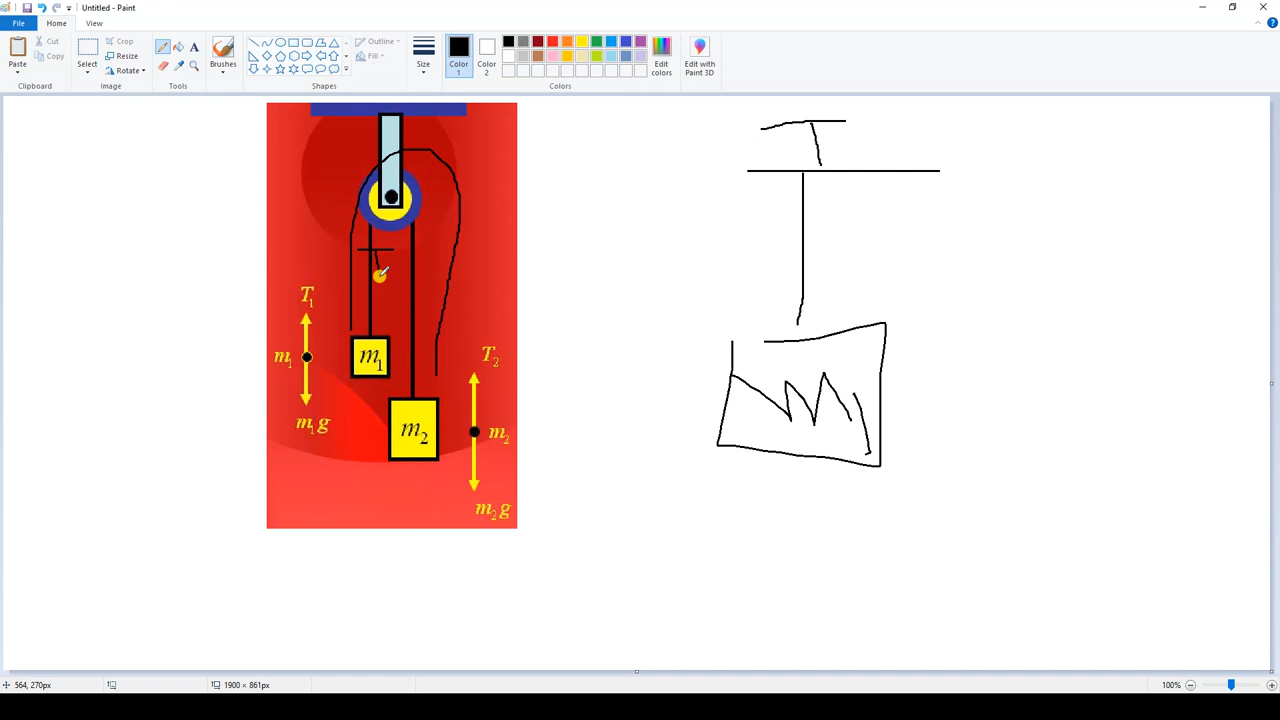 Untitled - Paint
File Home View
Paste
Cut
Copy
Clipboard
Select
Crop
Resize
Rotate
Image
A
Tools
Brushes
Outline
Fill
Shapes
Size
Color 1
Color 2
Edit colors
Colors
Edit with Paint 3D
T
T
T₁
m₁
m₁
m₁g
T₂
m₂
m₂
m₂g
564, 270px
1900 × 861px
100%